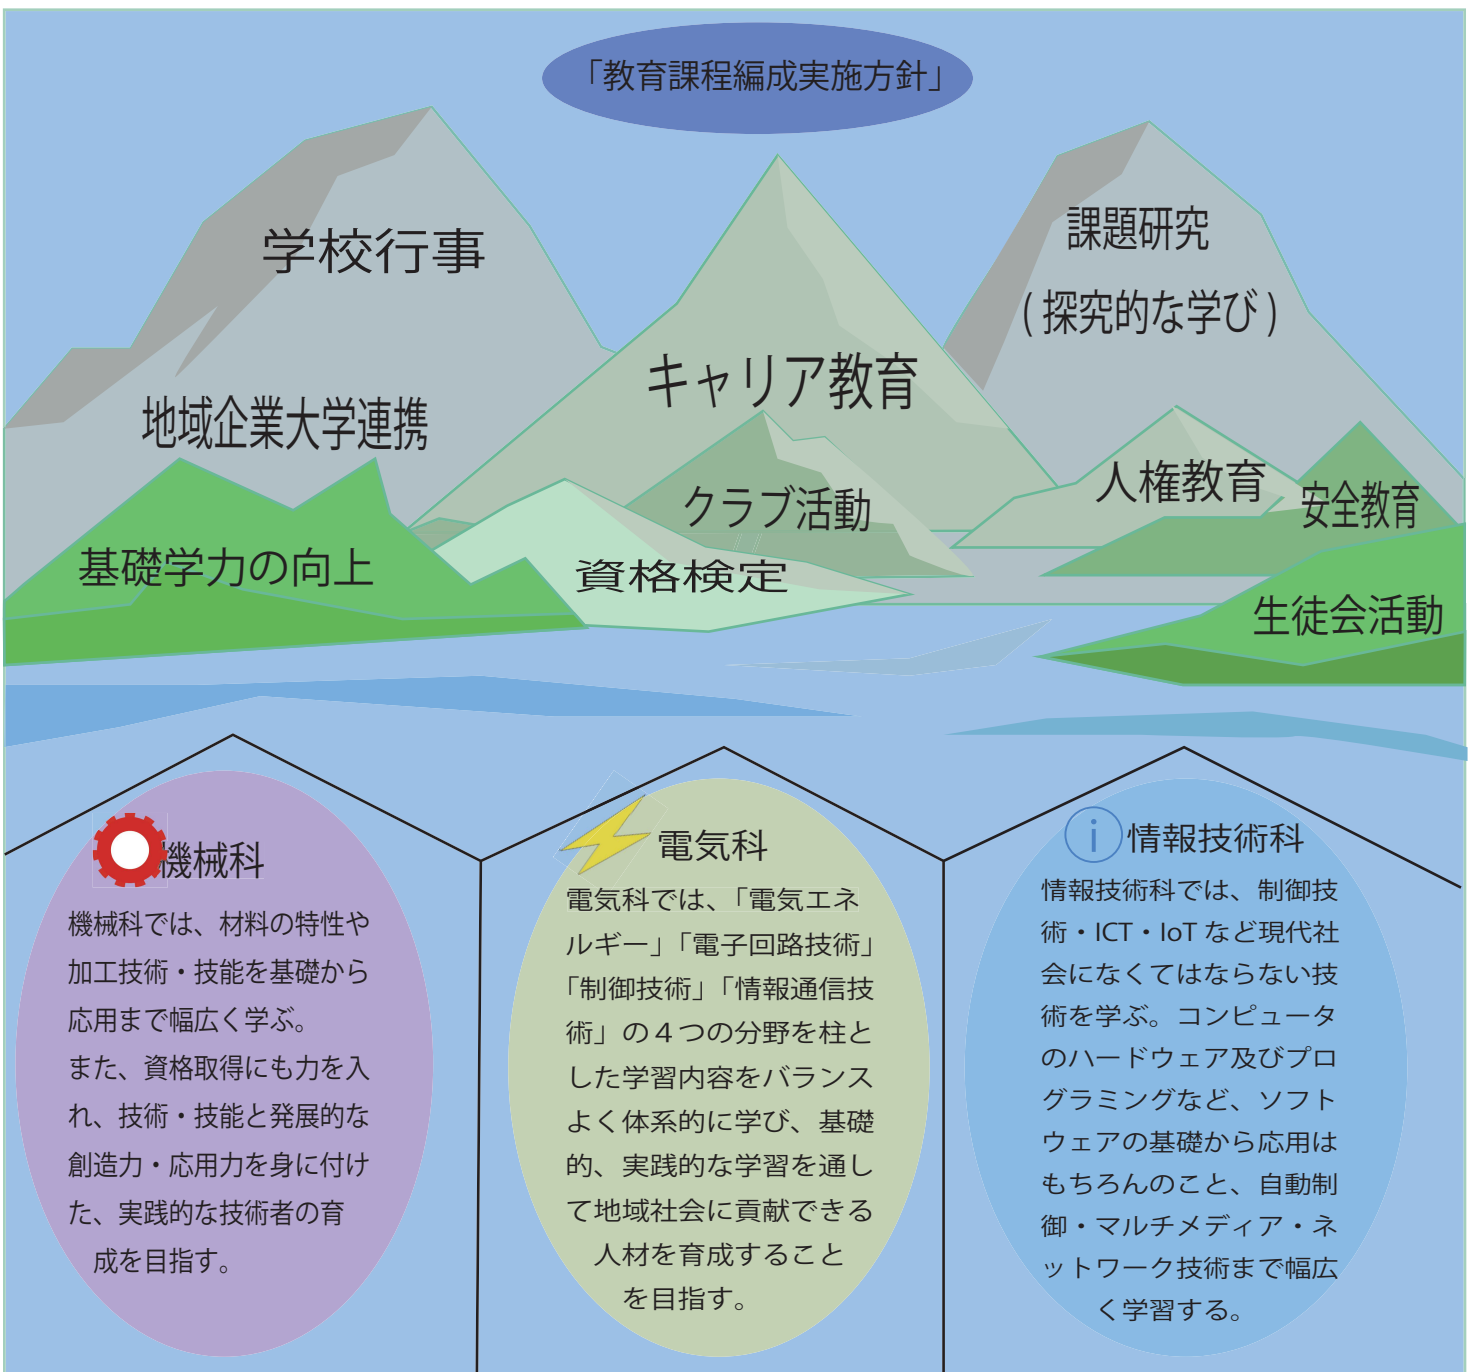 「教育課程編成実施方針」
学校行事
課題研究
(探究的な学び)
キャリア教育
地域企業大学連携
人権教育
クラブ活動
安全教育
基礎学力の向上
資格検定
生徒会活動
機械科
機械科では、材料の特性や
加工技術・技能を基礎から
応用まで幅広く学ぶ。
また、資格取得にも力を入
れ、技術・技能と発展的な
創造力・応用力を身に付け
た、実践的な技術者の育
成を目指す。
電気科
電気科では、「電気エネ
ルギー」「電子回路技術」
「制御技術」「情報通信技
術」の４つの分野を柱と
した学習内容をバランス
よく体系的に学び、基礎
的、実践的な学習を通し
て地域社会に貢献できる
人材を育成すること
を目指す。
i 情報技術科
情報技術科では、制御技
術・ICT・IoT など現代社
会になくてはならない技
術を学ぶ。コンピュータ
のハードウェア及びプロ
グラミングなど、ソフト
ウェアの基礎から応用は
もちろんのこと、自動制
御・マルチメディア・ネ
ットワーク技術まで幅広
く学習する。